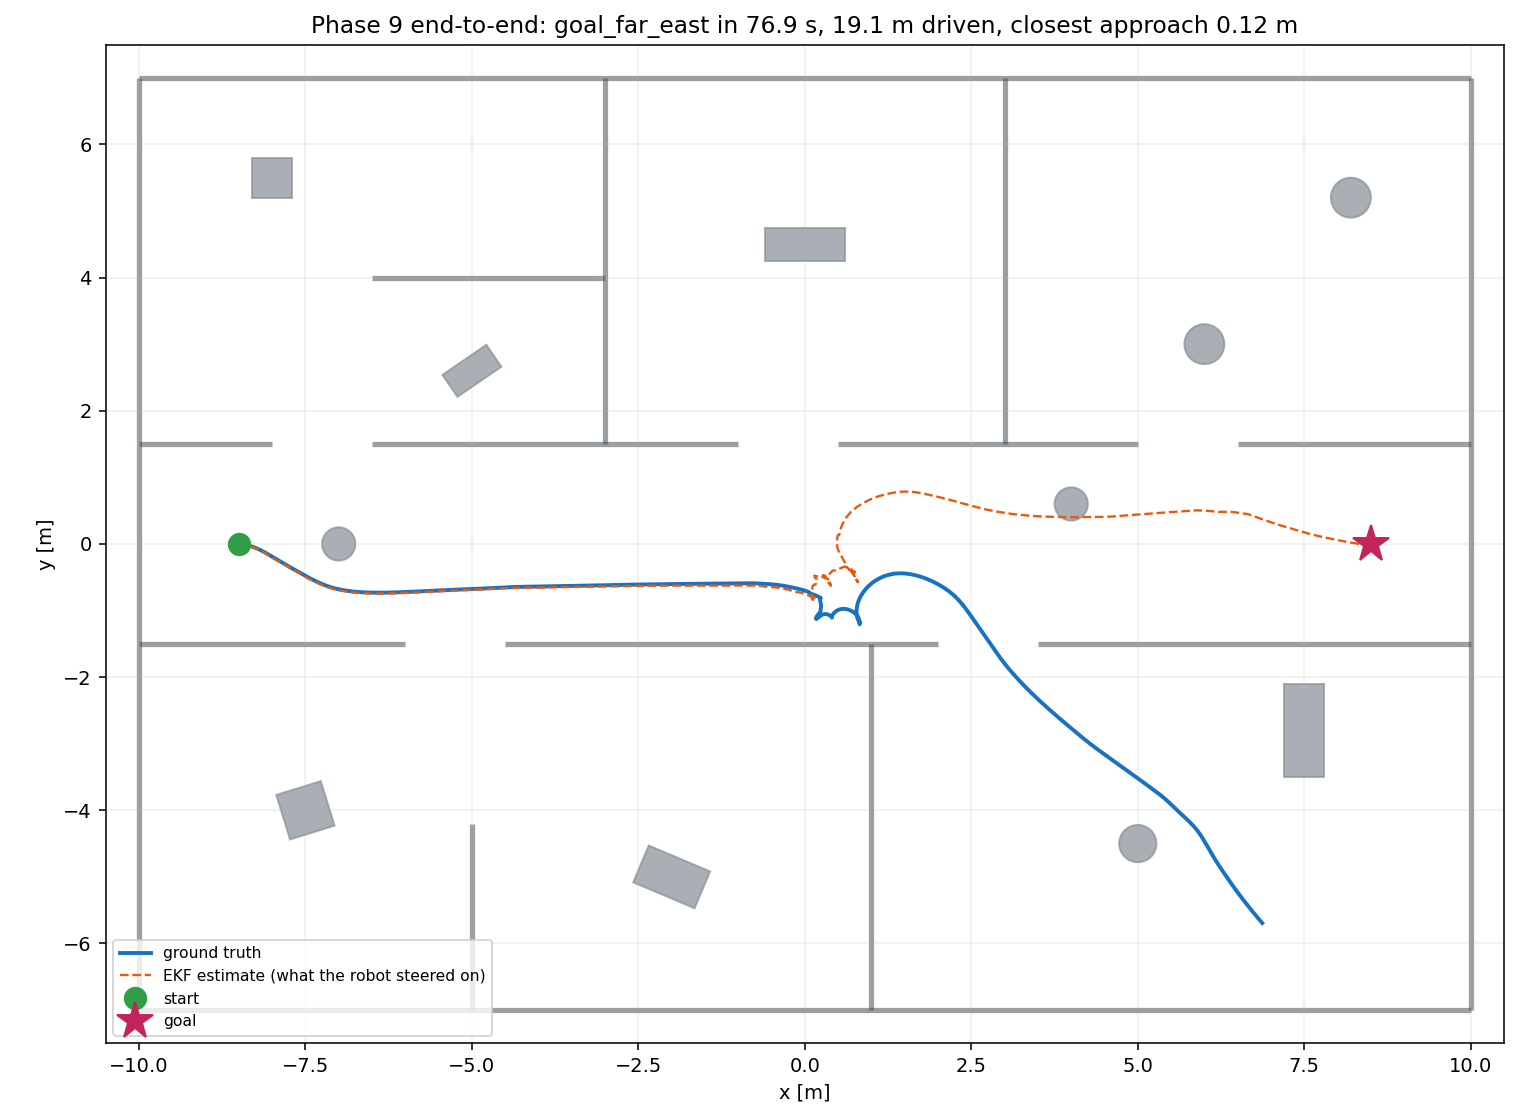 Phase 9 end-to-end: goal_far_east in 76.9 s, 19.1 m driven, closest approach 0.12 m
y [m]
6
4
2
0
−2
−4
−6
ground truth
EKF estimate (what the robot steered on)
start
goal
−10.0 −7.5 −5.0 −2.5 0.0 2.5 5.0 7.5 10.0
x [m]